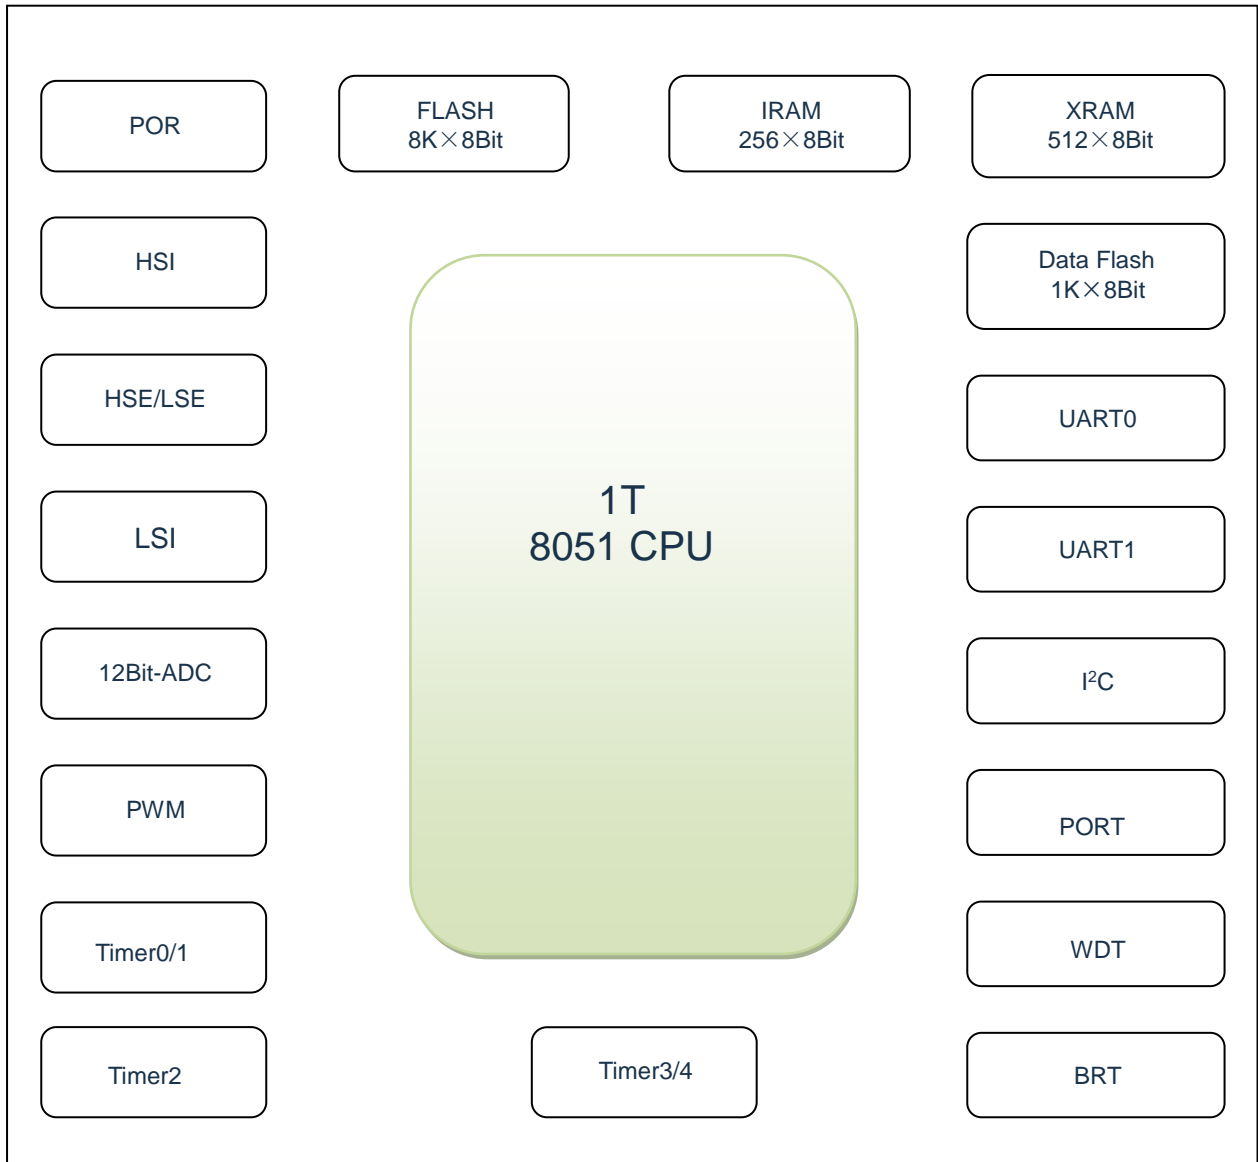 POR
FLASH
8K×8Bit
IRAM
256×8Bit
XRAM
512×8Bit
HSI
Data Flash
1K×8Bit
HSE/LSE
UART0
1T
8051 CPU
LSI
UART1
12Bit-ADC
I²C
PWM
PORT
Timer0/1
WDT
Timer2
Timer3/4
BRT